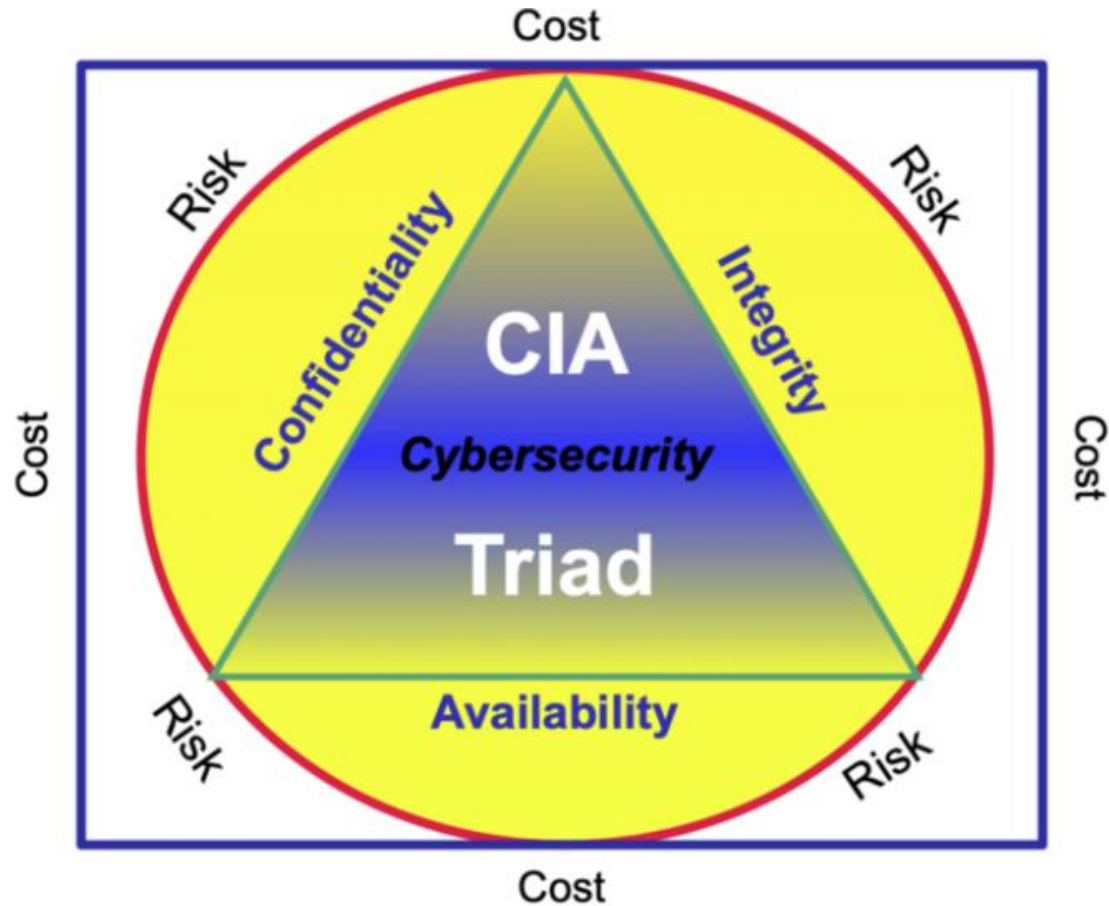 Cost
Risk
Risk
Confidentiality
Integrity
CIA
Cybersecurity
Triad
Cost
Cost
Availability
Risk
Risk
Cost